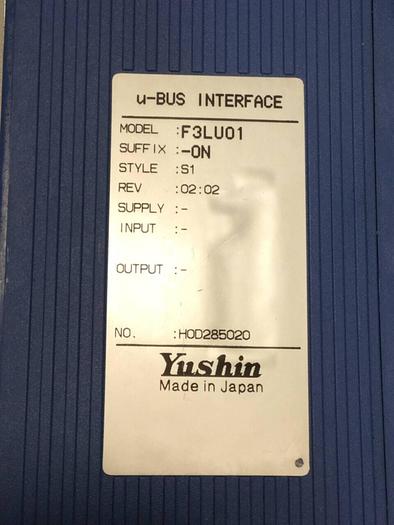 u-BUS INTERFACE
MODEL :F3LU01
SUFFIX :-0N
STYLE :S1
REV :02:02
SUPPLY :-
INPUT :-
OUTPUT :-
NO. :H0D285020
Yushin
Made in Japan